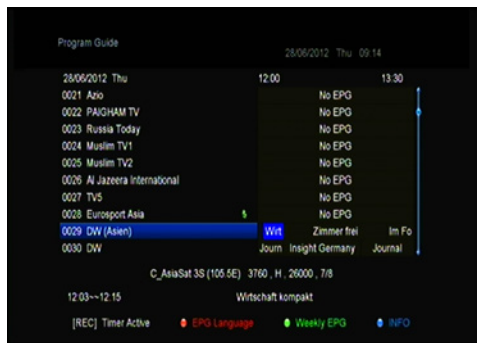 Program Guide
28/06/2012 Thu 09:14
28/06/2012 Thu 12:00 13:30
0021 Azio No EPG
0022 PAIGHAM TV No EPG
0023 Russia Today No EPG
0024 Muslim TV1 No EPG
0025 Muslim TV2 No EPG
0026 Al Jazeera International No EPG
0027 TV5 No EPG
0028 Eurosport Asia $ No EPG
0029 DW (Asien) Wirt Zimmer frei Im Fo
0030 DW Journ Insight Germany Journal
C_AsiaSat 3S (105.5E) 3760 , H , 26000 , 7/8
12:03~~12:15 Wirtschaft kompakt
[REC] Timer Active EPG Language Weekly EPG INFO